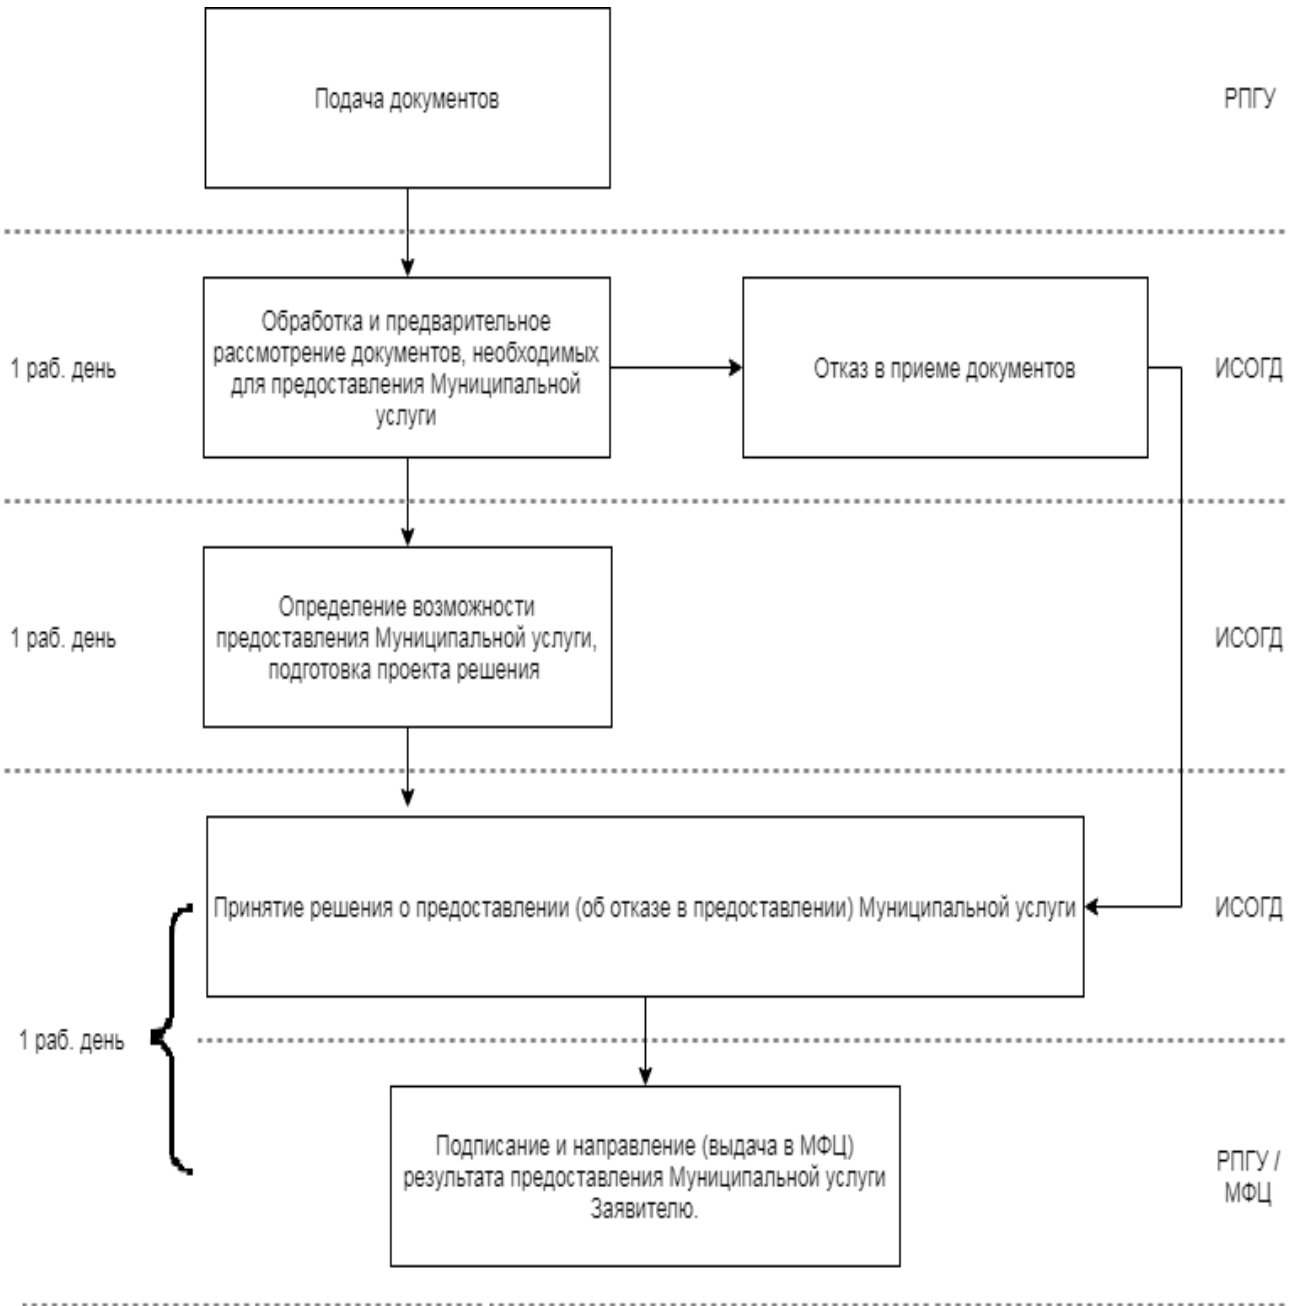 Подача документов
РПГУ
1 раб. день
Обработка и предварительное
рассмотрение документов, необходимых
для предоставления Муниципальной
услуги
Отказ в приеме документов
ИСОГД
1 раб. день
Определение возможности
предоставления Муниципальной услуги,
подготовка проекта решения
ИСОГД
Принятие решения о предоставлении (об отказе в предоставлении) Муниципальной услуги
ИСОГД
1 раб. день
Подписание и направление (выдача в МФЦ)
результата предоставления Муниципальной услуги
Заявителю.
РПГУ /
МФЦ